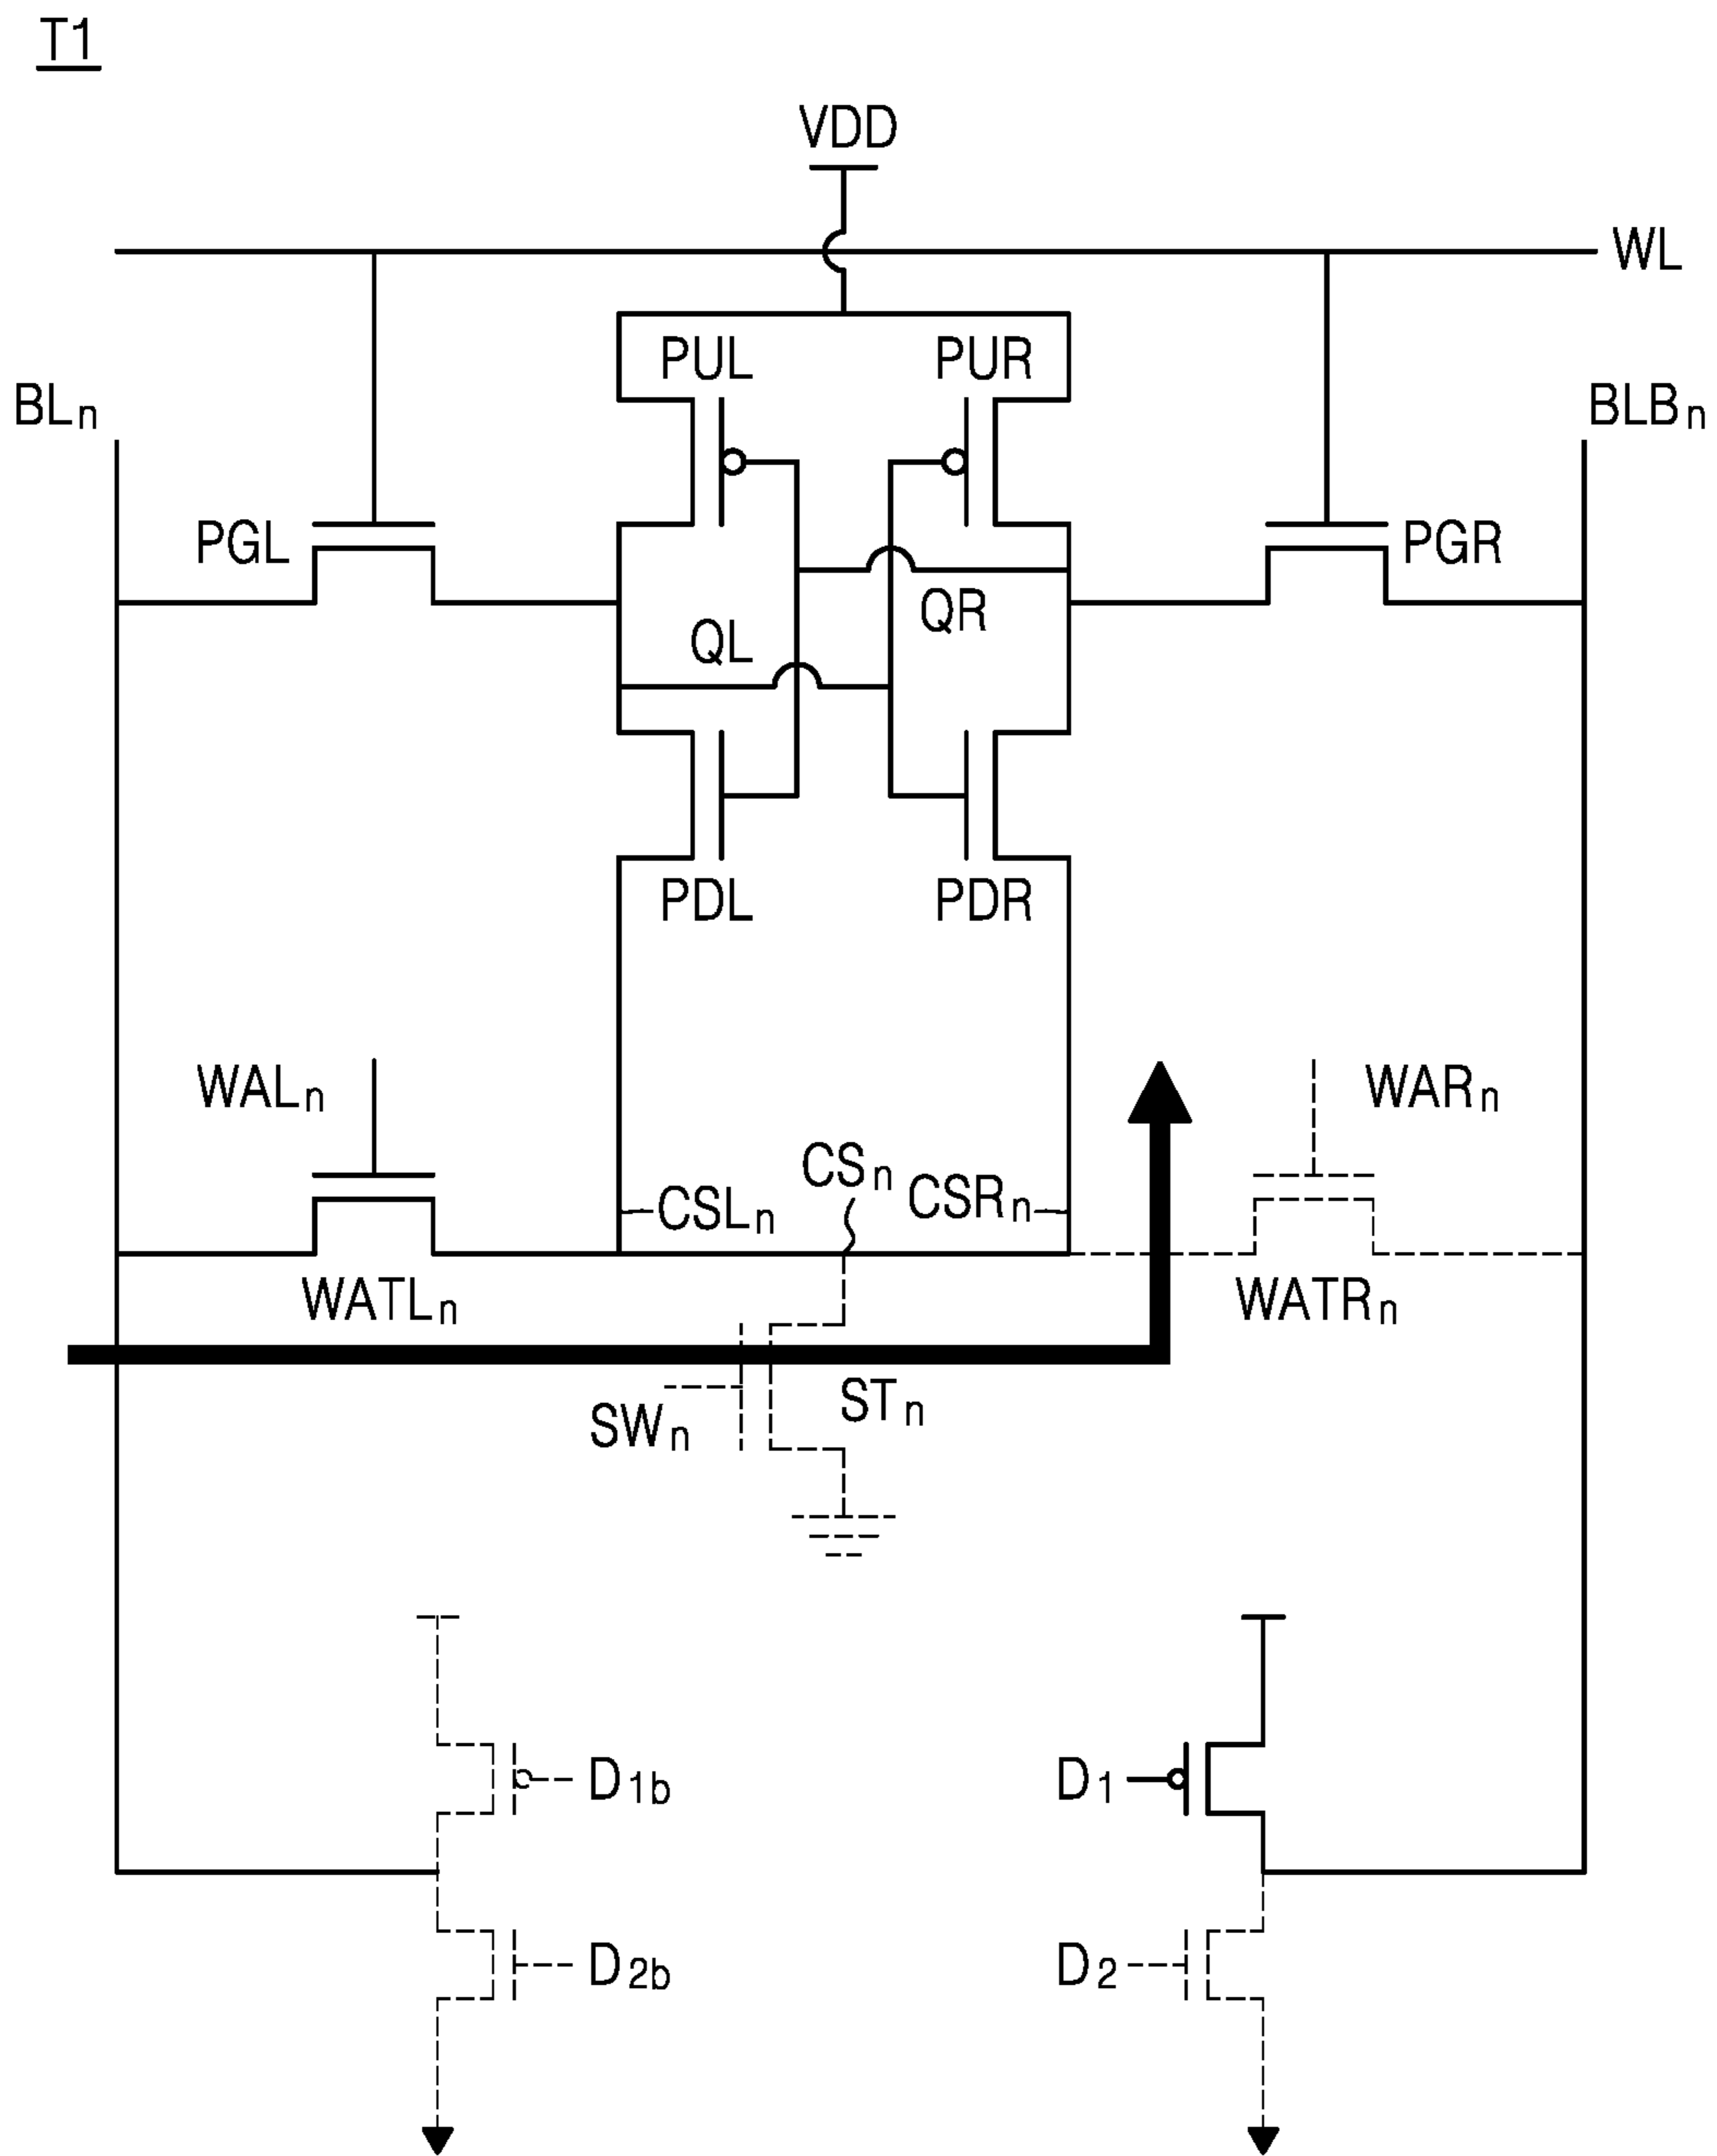 T1
VDD
WL
PUL
PUR
BLn
BLBn
PGL
PGR
QL
QR
PDL
PDR
WALn
WARn
CSn
CSLn
CSRn
WATLn
WATRn
STn
SWn
D1b
D1
D2b
D2